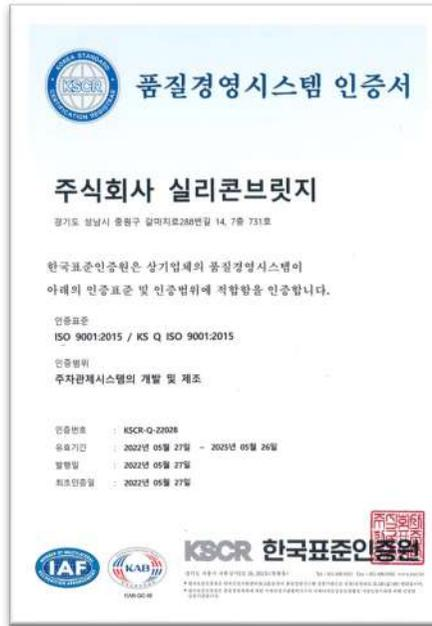 KOREA STANDARD
KSCR
CERTIFICATION REGISTRAR
품질경영시스템 인증서
주식회사 실리콘브릿지
경기도 성남시 중원구 갈마치로288번길 14, 7층 731호
한국표준인증원은 상기업체의 품질경영시스템이
아래의 인증표준 및 인증범위에 적합함을 인증합니다.
인증표준
ISO 9001:2015 / KS Q ISO 9001:2015
인증범위
주차관제시스템의 개발 및 제조
인증번호 : KSCR-Q-22028
유효기간 : 2022년 05월 27일 ~ 2025년 05월 26일
발행일 : 2022년 05월 27일
최초인증일 : 2022년 05월 27일
IAF
KAB
KSCR 한국표준인증원